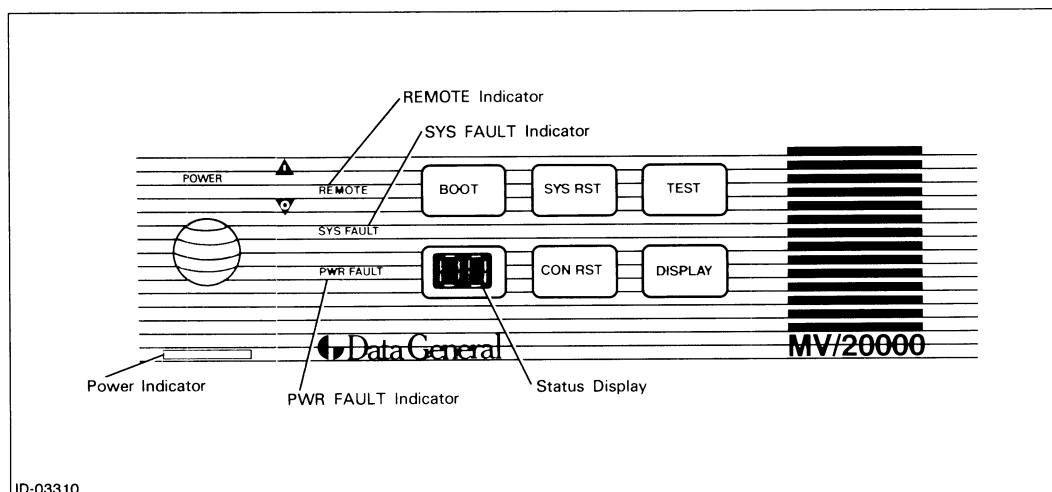 REMOTE Indicator
SYS FAULT Indicator
POWER
REMOTE
BOOT
SYS RST
TEST
SYS FAULT
PWR FAULT
CON RST
DISPLAY
Data General
MV/20000
Power Indicator
PWR FAULT Indicator
Status Display
ID-03310